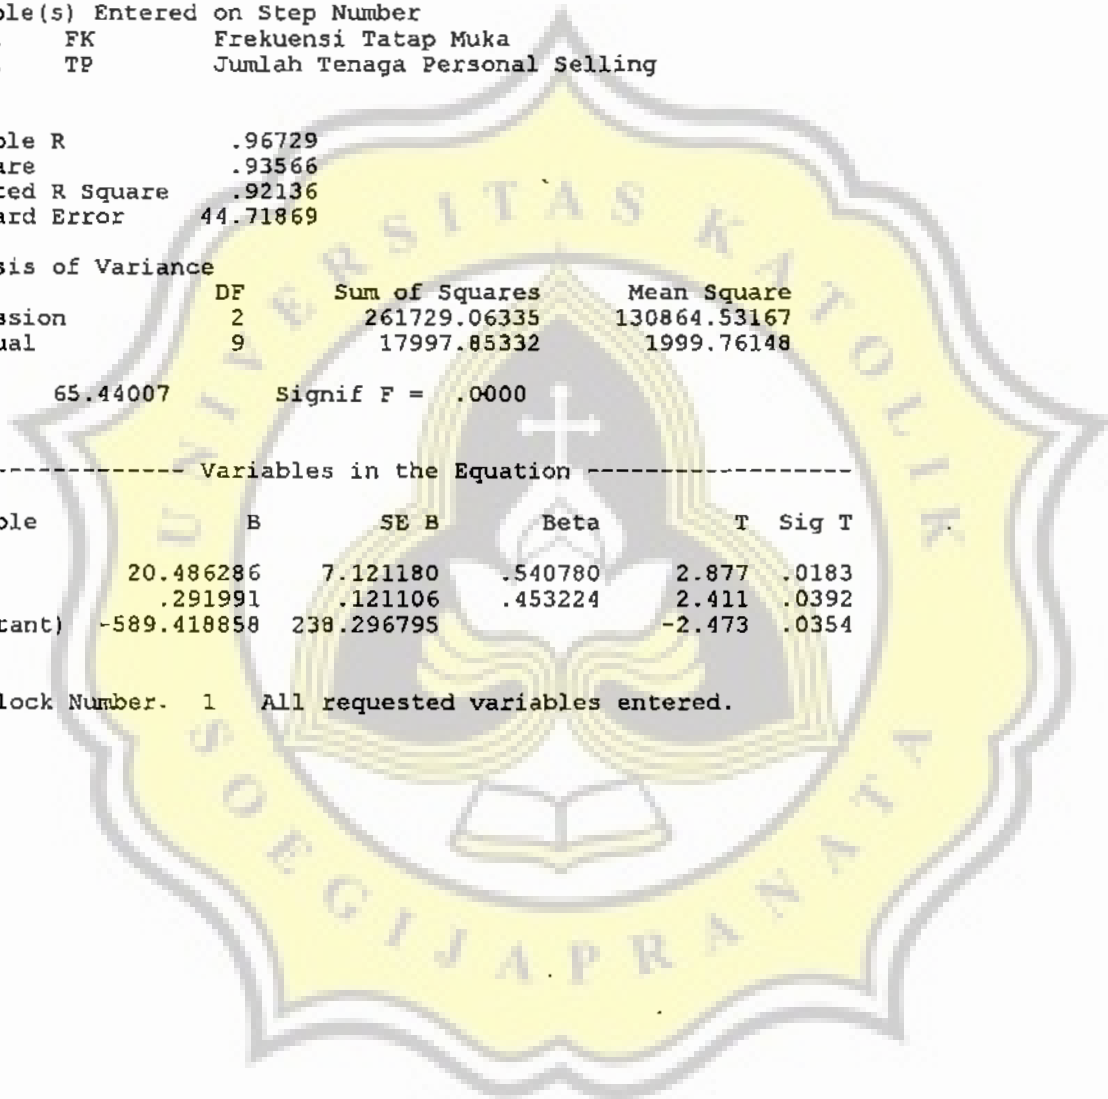 ble(s) Entered on Step Number
FK Frekuensi Tatap Muka
TP Jumlah Tenaga Personal Selling
ple R .96729
are .93566
ted R Square .92136
ard Error 44.71869
sis of Variance
DF Sum of Squares Mean Square
ssion 2 261729.06335 130864.53167
ual 9 17997.85332 1999.76148
65.44007 Signif F = .0000
------------- Variables in the Equation ------------------
ble B SE B Beta T Sig T
20.486286 7.121180 .540780 2.877 .0183
.291991 .121106 .453224 2.411 .0392
tant) -589.418858 238.296795 -2.473 .0354
lock Number. 1 All requested variables entered.
UNIVERSITAS KATOLIK
SOEGIJAPRANATA